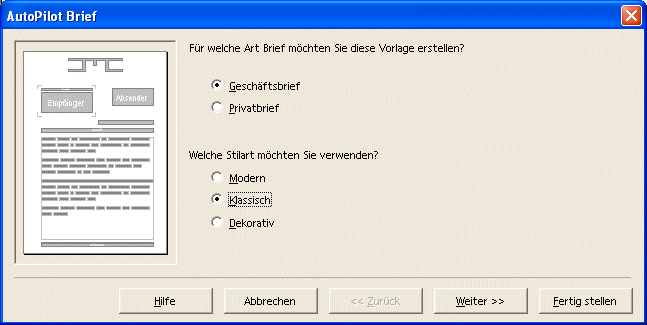 AutoPilot Brief
Für welche Art Brief möchten Sie diese Vorlage erstellen?
Geschäftsbrief
Privatbrief
Empfänger
Absender
Welche Stilart möchten Sie verwenden?
Modern
Klassisch
Dekorativ
Hilfe
Abbrechen
<< Zurück
Weiter >>
Fertig stellen